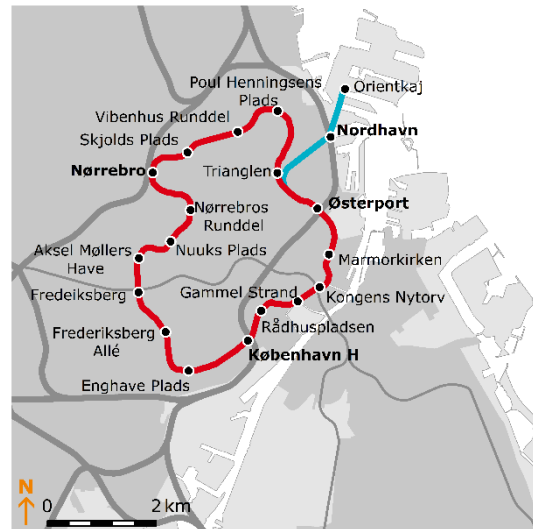 Poul Henningsens
Plads
Orientkaj
Vibenhus Runddel
Skjolds Plads
Nordhavn
Nørrebro
Trianglen
Østerport
Nørrebros
Runddel
Aksel Møllers
Have
Nuuks Plads
Marmorkirken
Fredeiksberg
Gammel Strand
Kongens Nytorv
Rådhuspladsen
Frederiksberg
Allé
København H
Enghave Plads
N
0 2 km